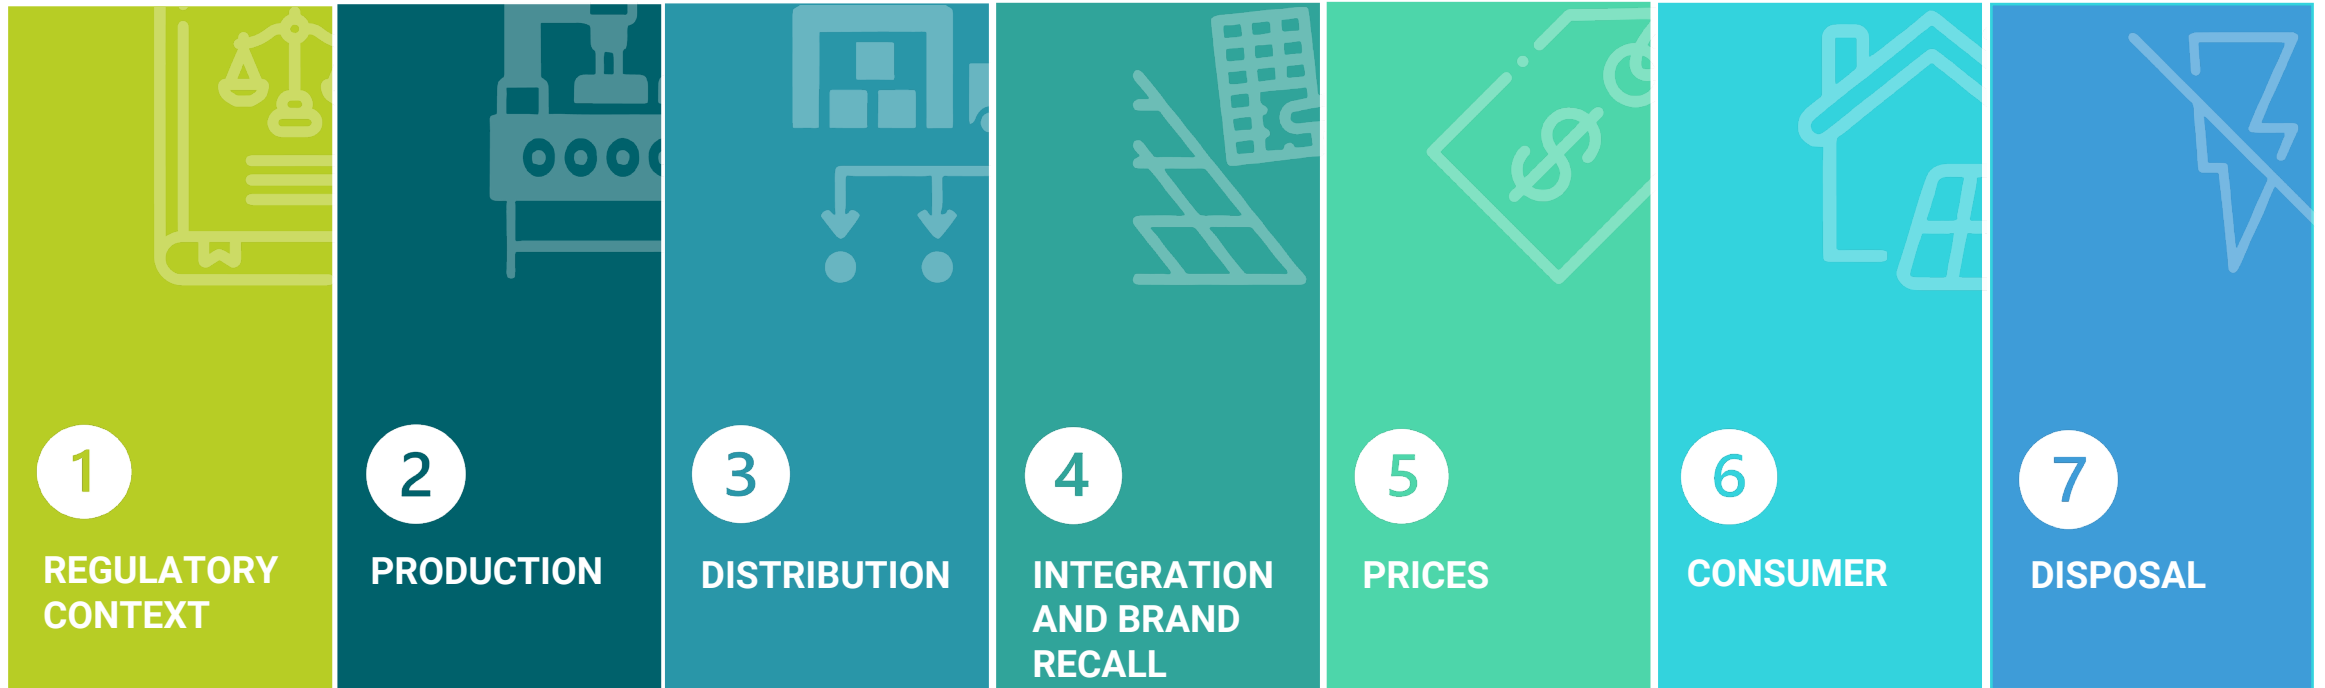 1
REGULATORY
CONTEXT
2
PRODUCTION
3
DISTRIBUTION
4
INTEGRATION
AND BRAND
RECALL
$
5
PRICES
6
CONSUMER
7
DISPOSAL